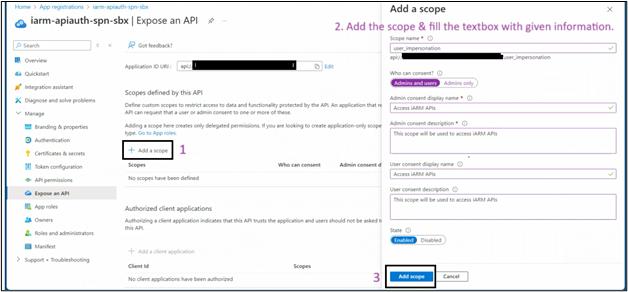 Home > App registrations > iarm-apiauth-spn-sbx
iarm-apiauth-spn-sbx | Expose an API
Search
Got feedback?
Overview
Quickstart
Integration assistant
Diagnose and solve problems
Manage
Branding & properties
Authentication
Certificates & secrets
Token configuration
API permissions
Expose an API
App roles
Owners
Roles and administrators
Manifest
Support + Troubleshooting
Application ID URI : api:/
Edit
Scopes defined by this API
Define custom scopes to restrict access to data and functionality protected by the API. An application that re
API can request that a user or admin consent to one or more of these.
Adding a scope here creates only delegated permissions. If you are looking to create application-only scope
type. Go to App roles.
+ Add a scope 1
Scopes Who can consent Admin consent d
No scopes have been defined
Authorized client applications
Authorizing a client application indicates that this API trusts the application and users should not be asked to
this API.
+ Add a client application
Client Id Scopes
No client applications have been authorized
Add a scope
2. Add the scope & fill the textbox with given information.
Scope name *
user_impersonation
api:/ user_impersonation
Who can consent?
Admins and users Admins only
Admin consent display name *
Access iARM APIs
Admin consent description *
This scope will be used to access iARM APIs
User consent display name
Access iARM APIs
User consent description
This scope will be used to access iARM APIs
State
Enabled Disabled
3 Add scope Cancel